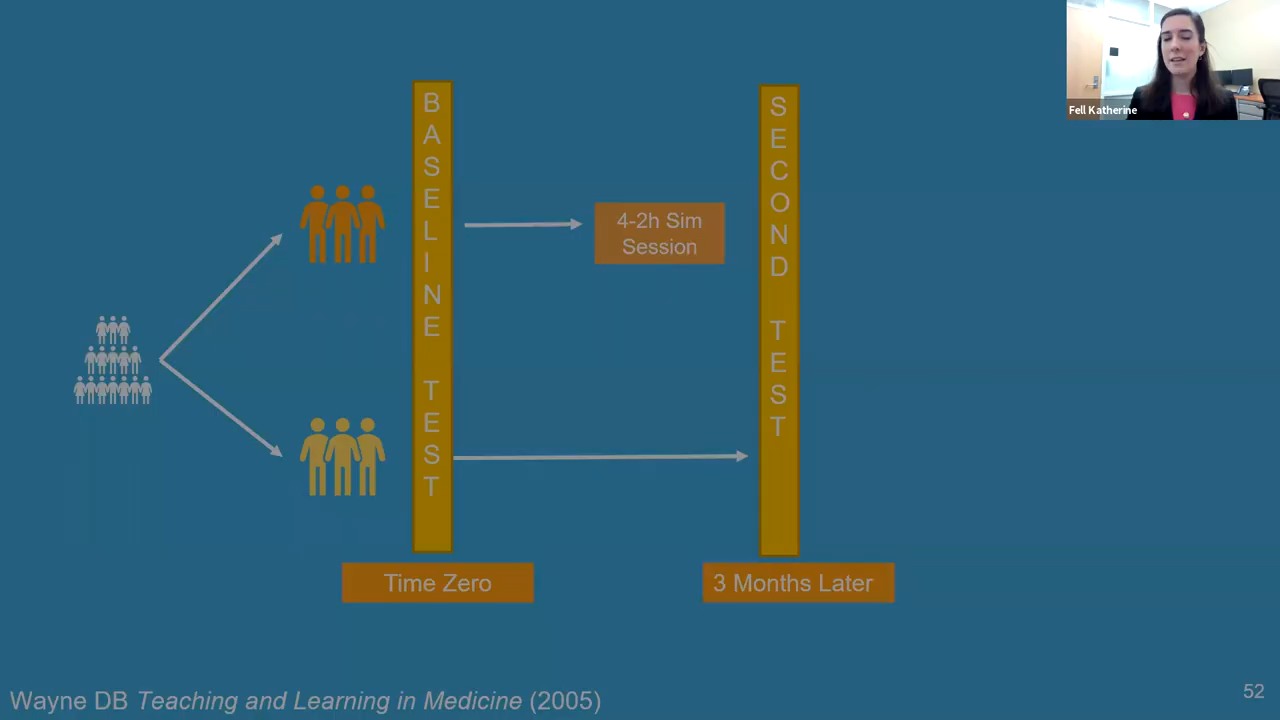 Fell Katherine
BASELINE TEST
SECOND TEST
4-2h Sim
Session
Time Zero
3 Months Later
Wayne DB Teaching and Learning in Medicine (2005)
52